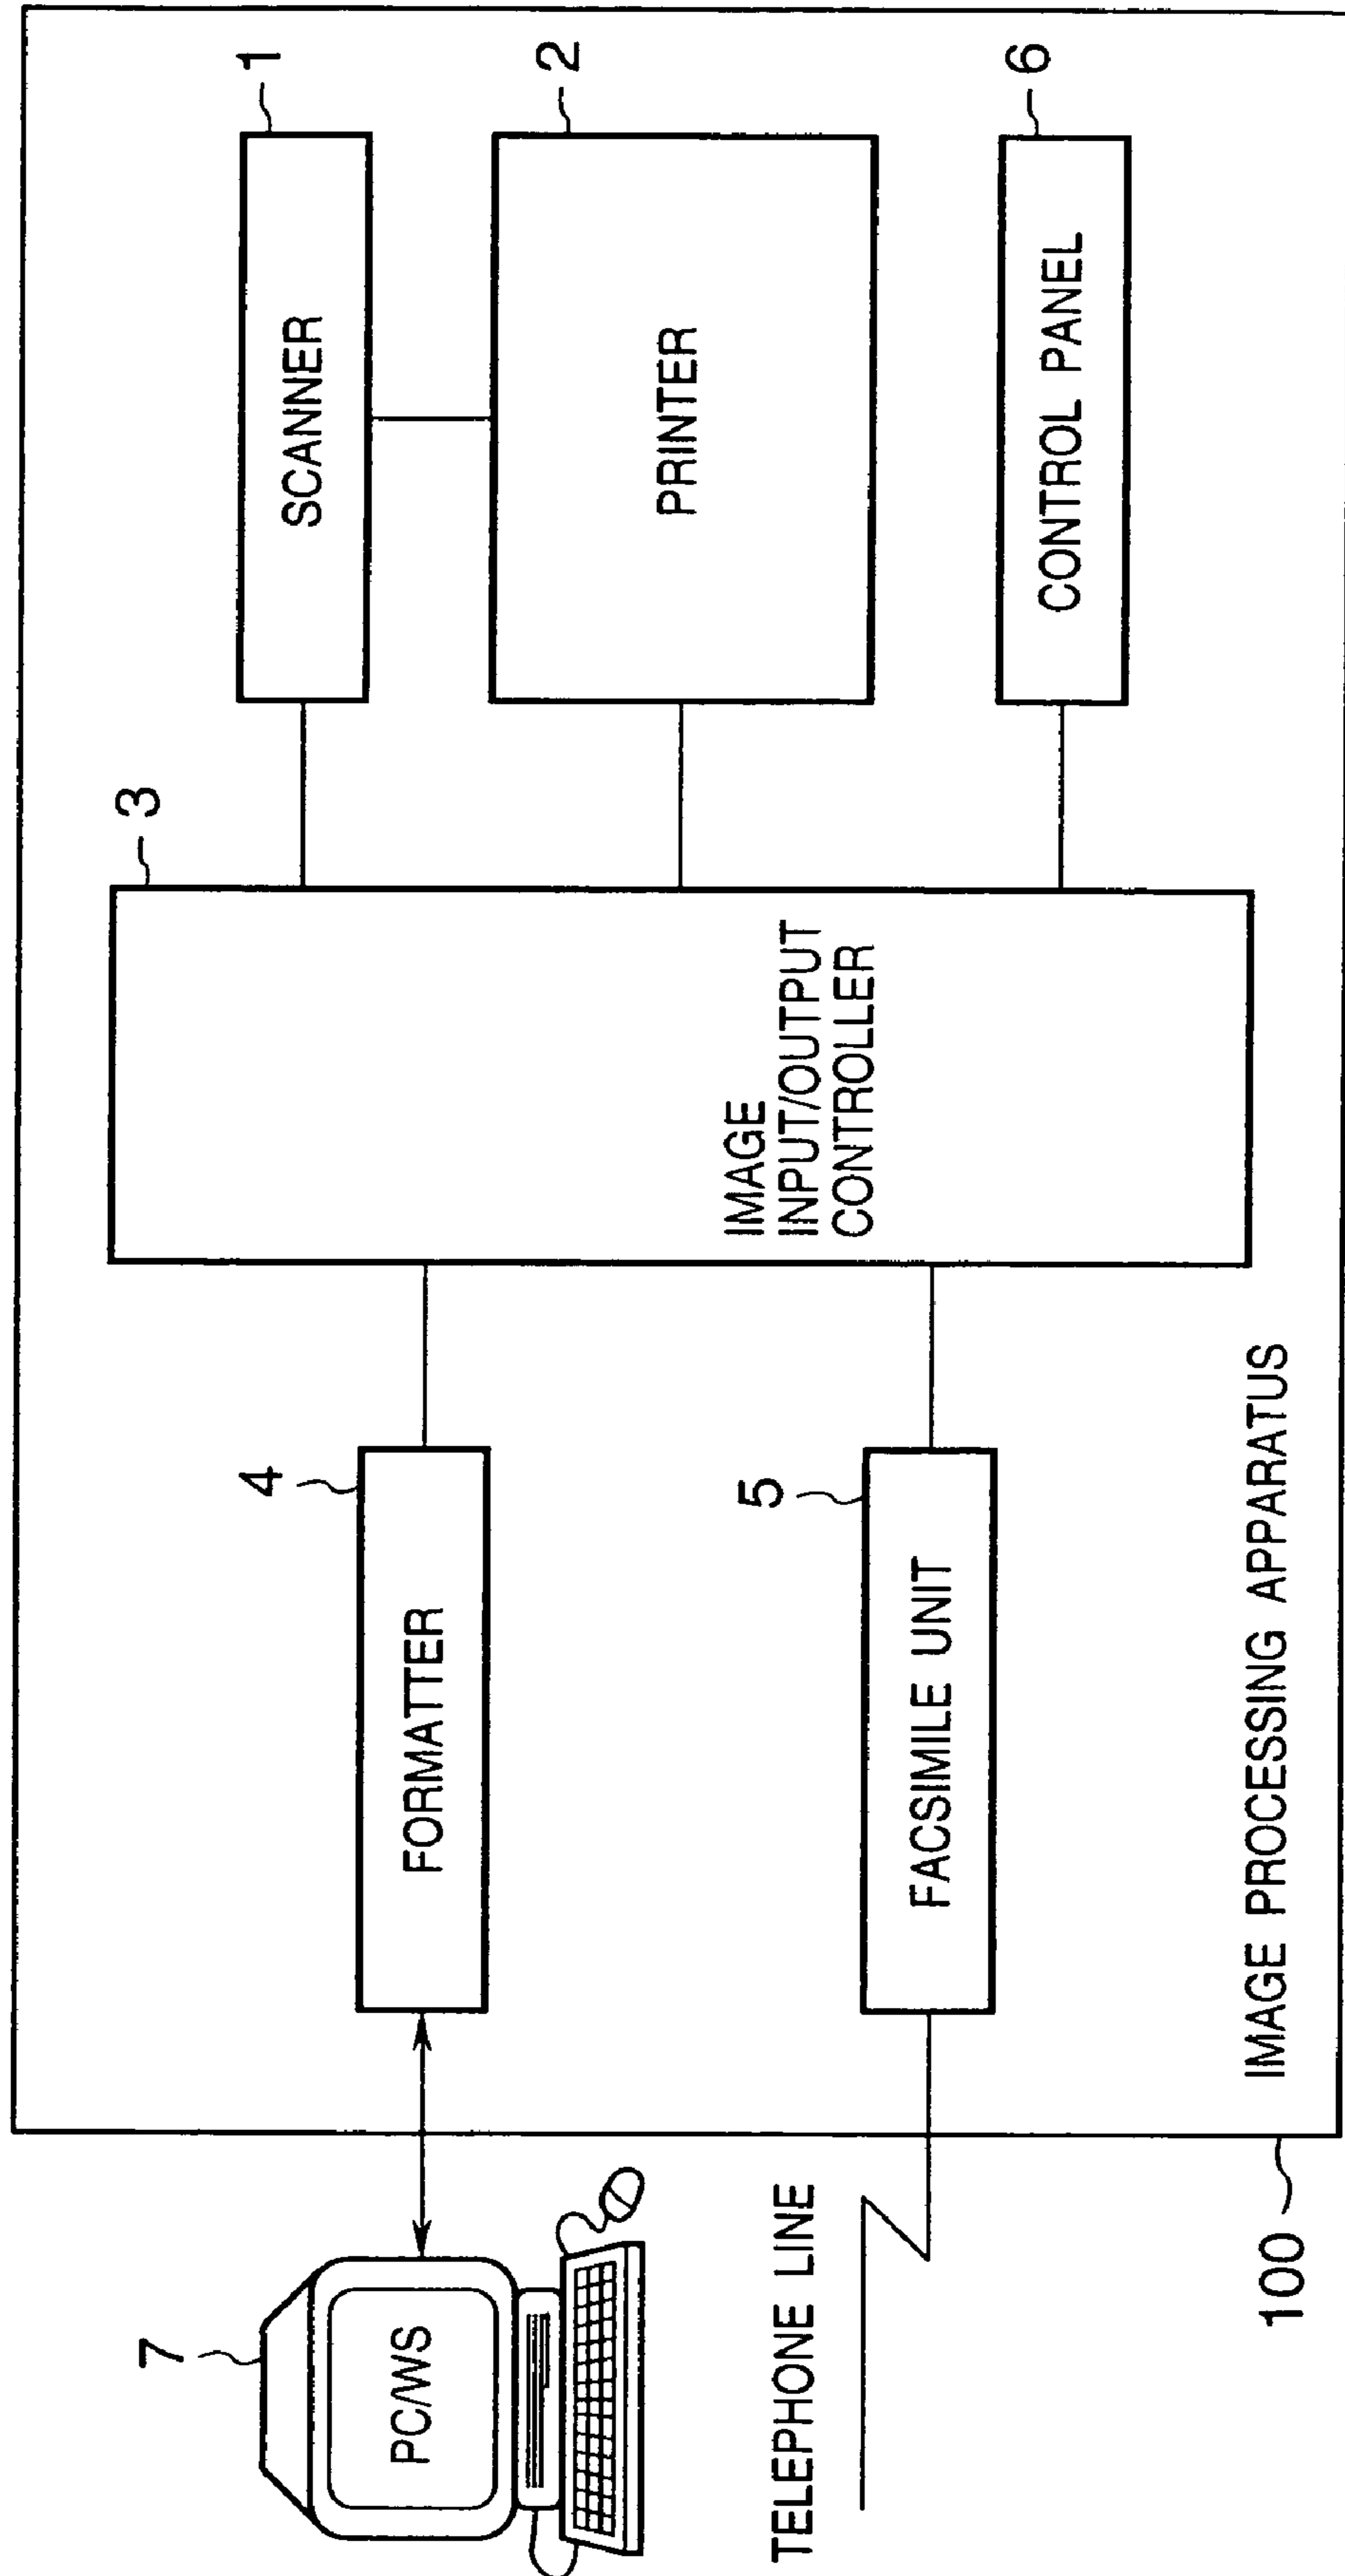 1
SCANNER
2
PRINTER
6
CONTROL PANEL
3
IMAGE
INPUT/OUTPUT
CONTROLLER
4
FORMATTER
5
FACSIMILE UNIT
IMAGE PROCESSING APPARATUS
100
7
PC/WS
TELEPHONE LINE